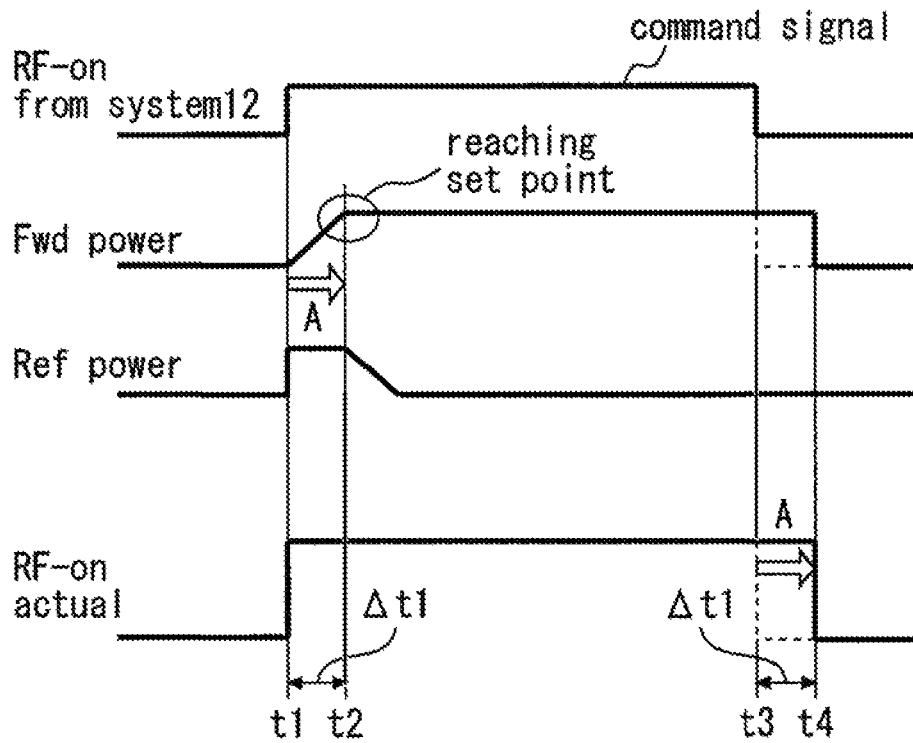 command signal
RF-on
from system12
reaching
set point
Fwd power
A
Ref power
A
RF-on
actual
Δt1
Δt1
t1 t2
t3 t4